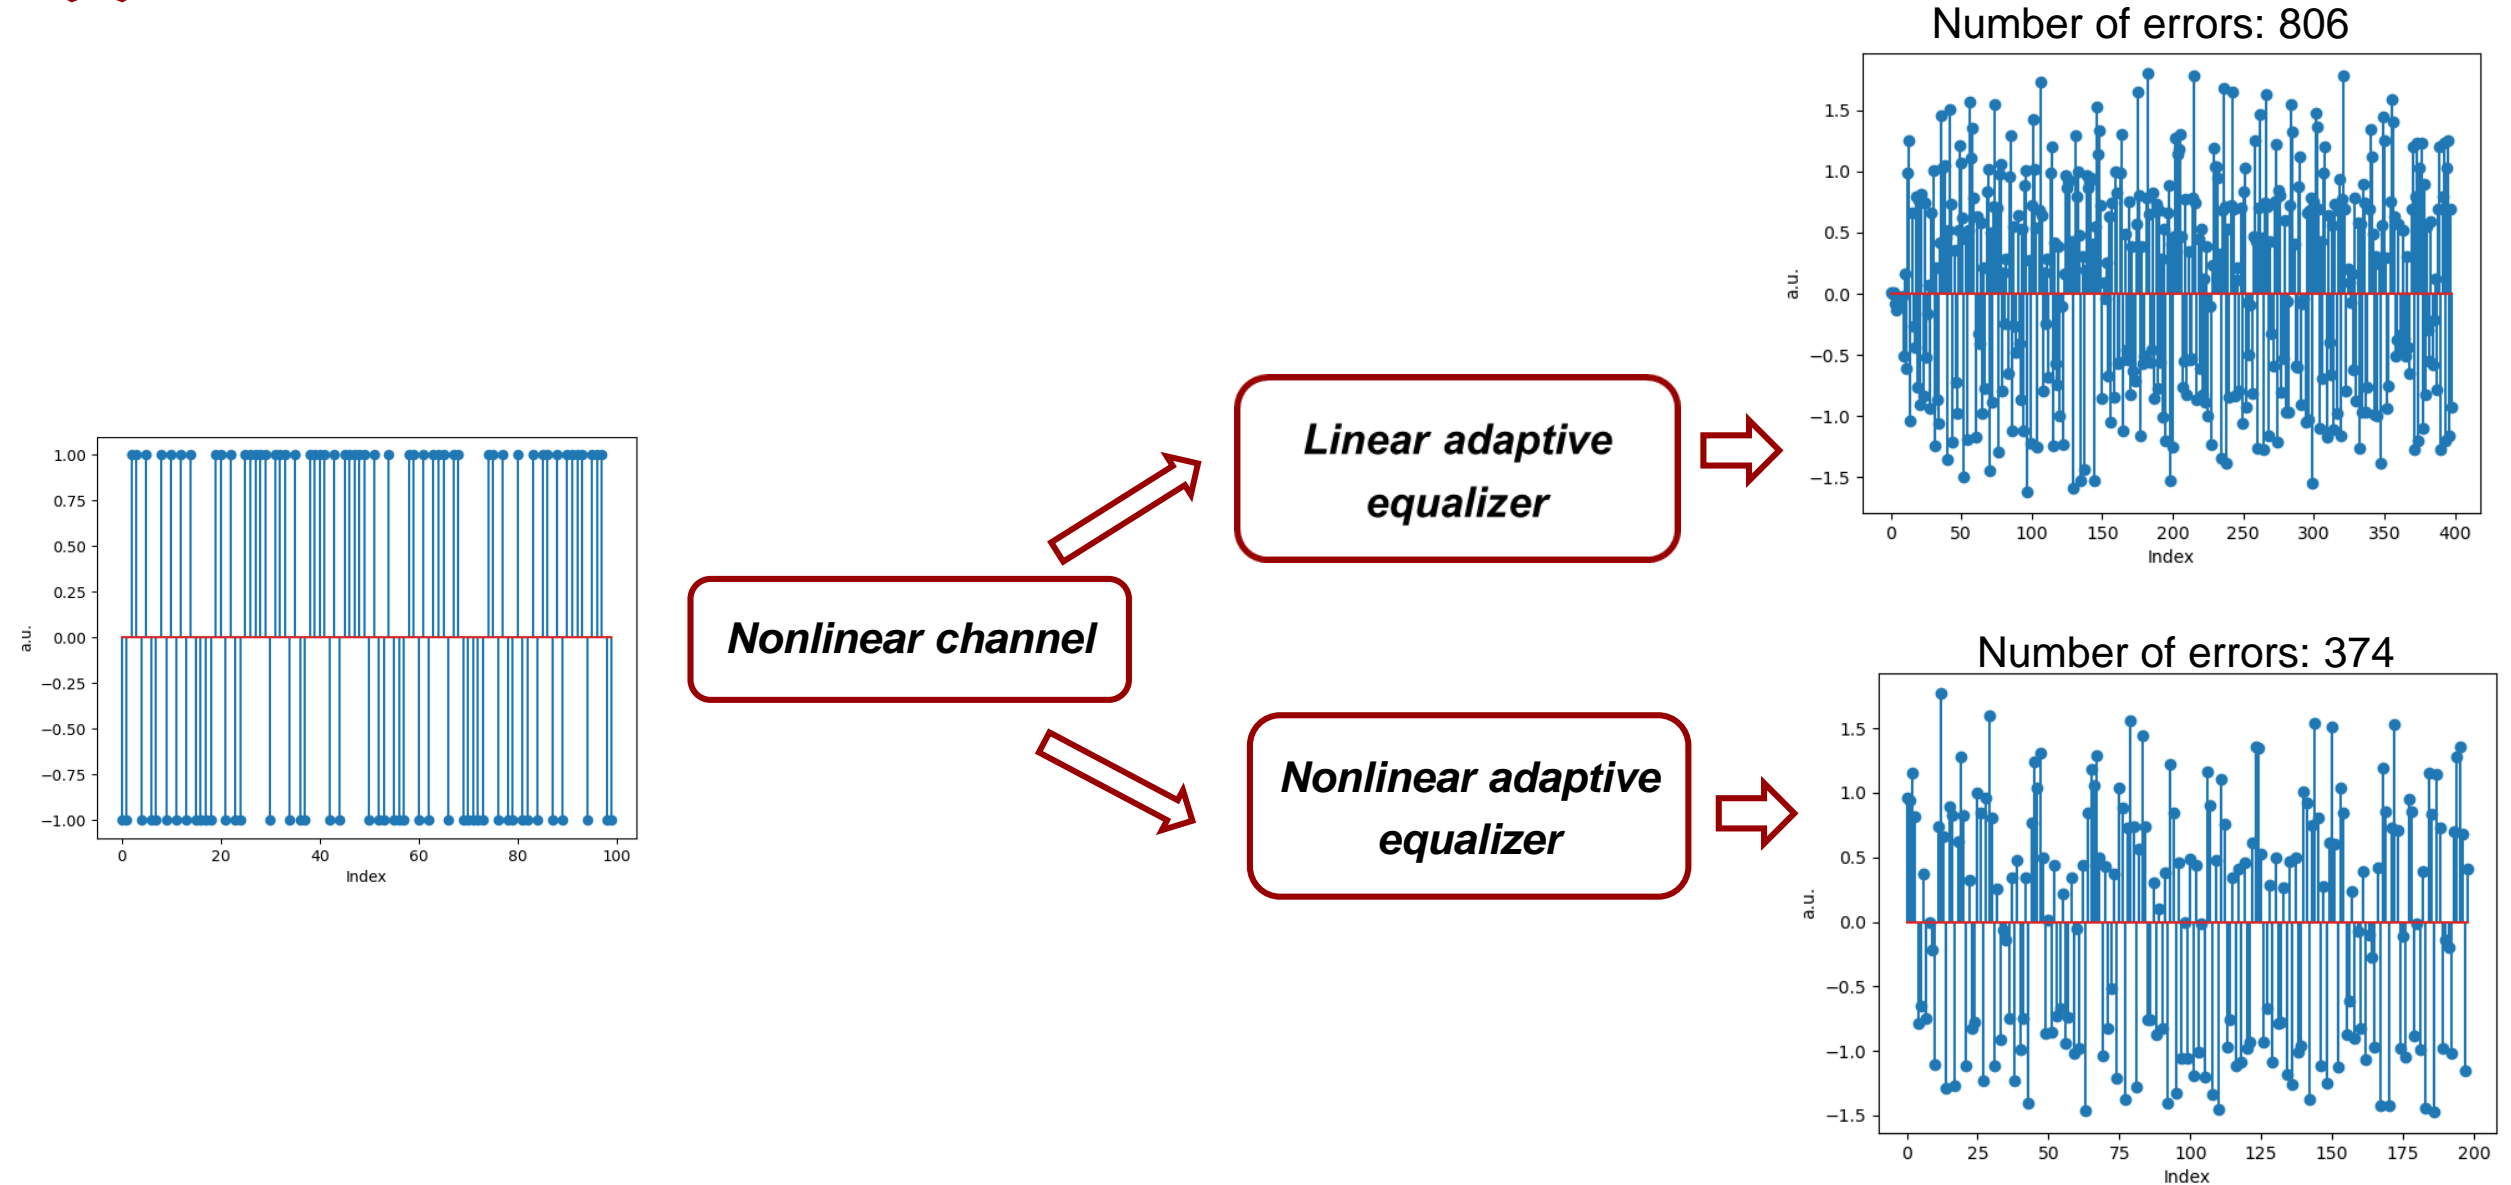 Number of errors: 806
1.5
1.0
0.5
0.0
−0.5
−1.0
−1.5
a.u.
0 50 100 150 200 250 300 350 400
Index
Linear adaptive
equalizer
1.00
0.75
0.50
0.25
0.00
−0.25
−0.50
−0.75
−1.00
a.u.
0 20 40 60 80 100
Index
Nonlinear channel
Nonlinear adaptive
equalizer
Number of errors: 374
1.5
1.0
0.5
0.0
−0.5
−1.0
−1.5
a.u.
0 25 50 75 100 125 150 175 200
Index